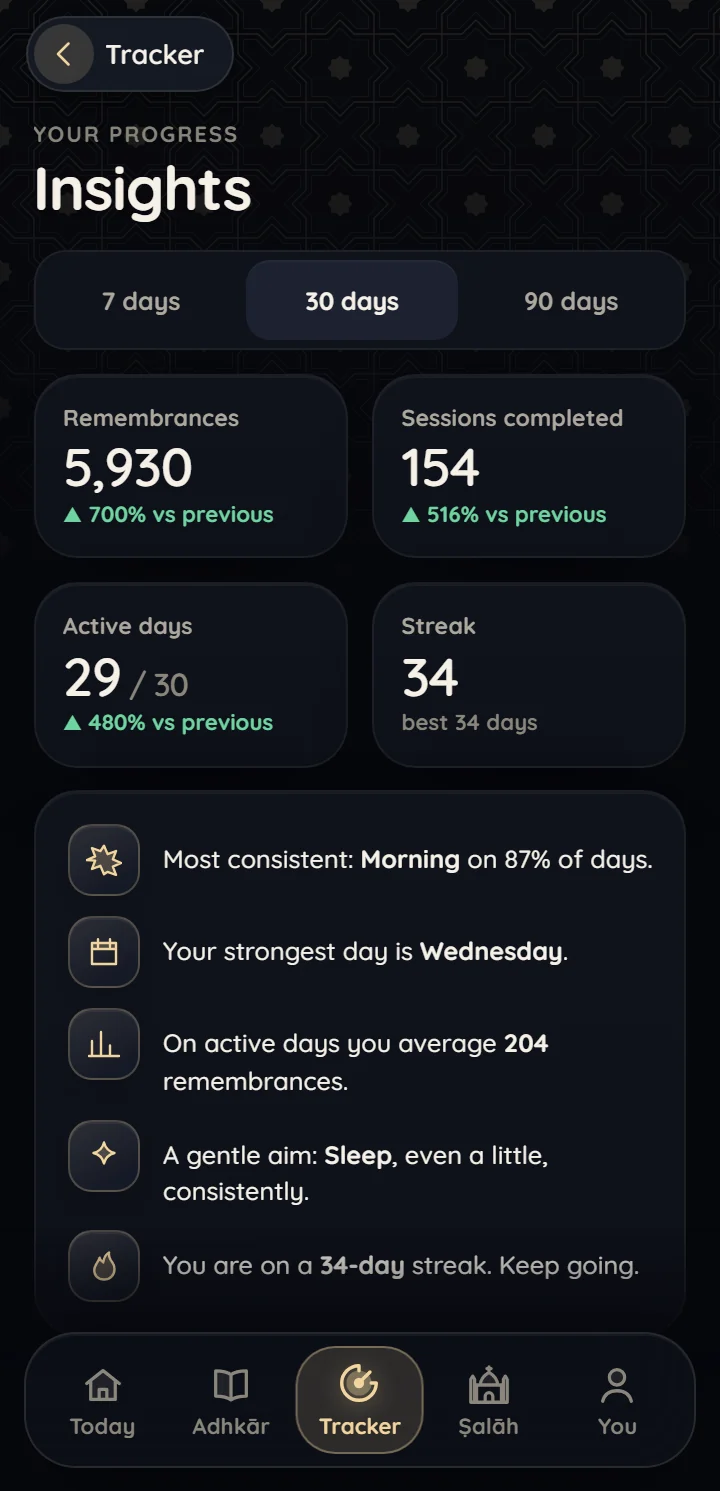 Tracker
YOUR PROGRESS
Insights
7 days
30 days
90 days
Remembrances
5,930
▲ 700% vs previous
Sessions completed
154
▲ 516% vs previous
Active days
29 / 30
▲ 480% vs previous
Streak
34
best 34 days
Most consistent: Morning on 87% of days.
Your strongest day is Wednesday.
On active days you average 204
remembrances.
A gentle aim: Sleep, even a little,
consistently.
You are on a 34-day streak. Keep going.
Today
Adhkār
Tracker
Ṣalāh
You